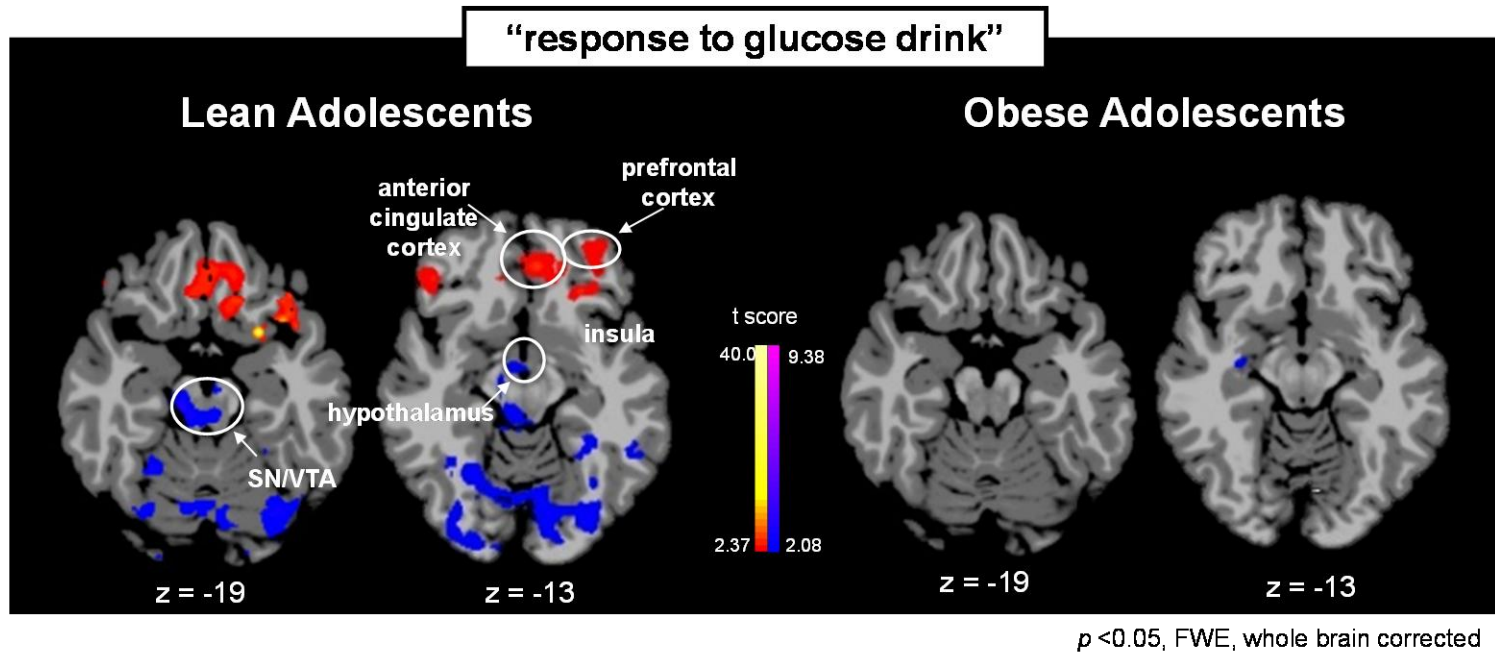 “response to glucose drink”
Lean Adolescents
Obese Adolescents
anterior
cingulate
cortex
prefrontal
cortex
insula
hypothalamus
SN/VTA
t score
40.0 9.38
2.37 2.08
z = -19
z = -13
z = -19
z = -13
p <0.05, FWE, whole brain corrected